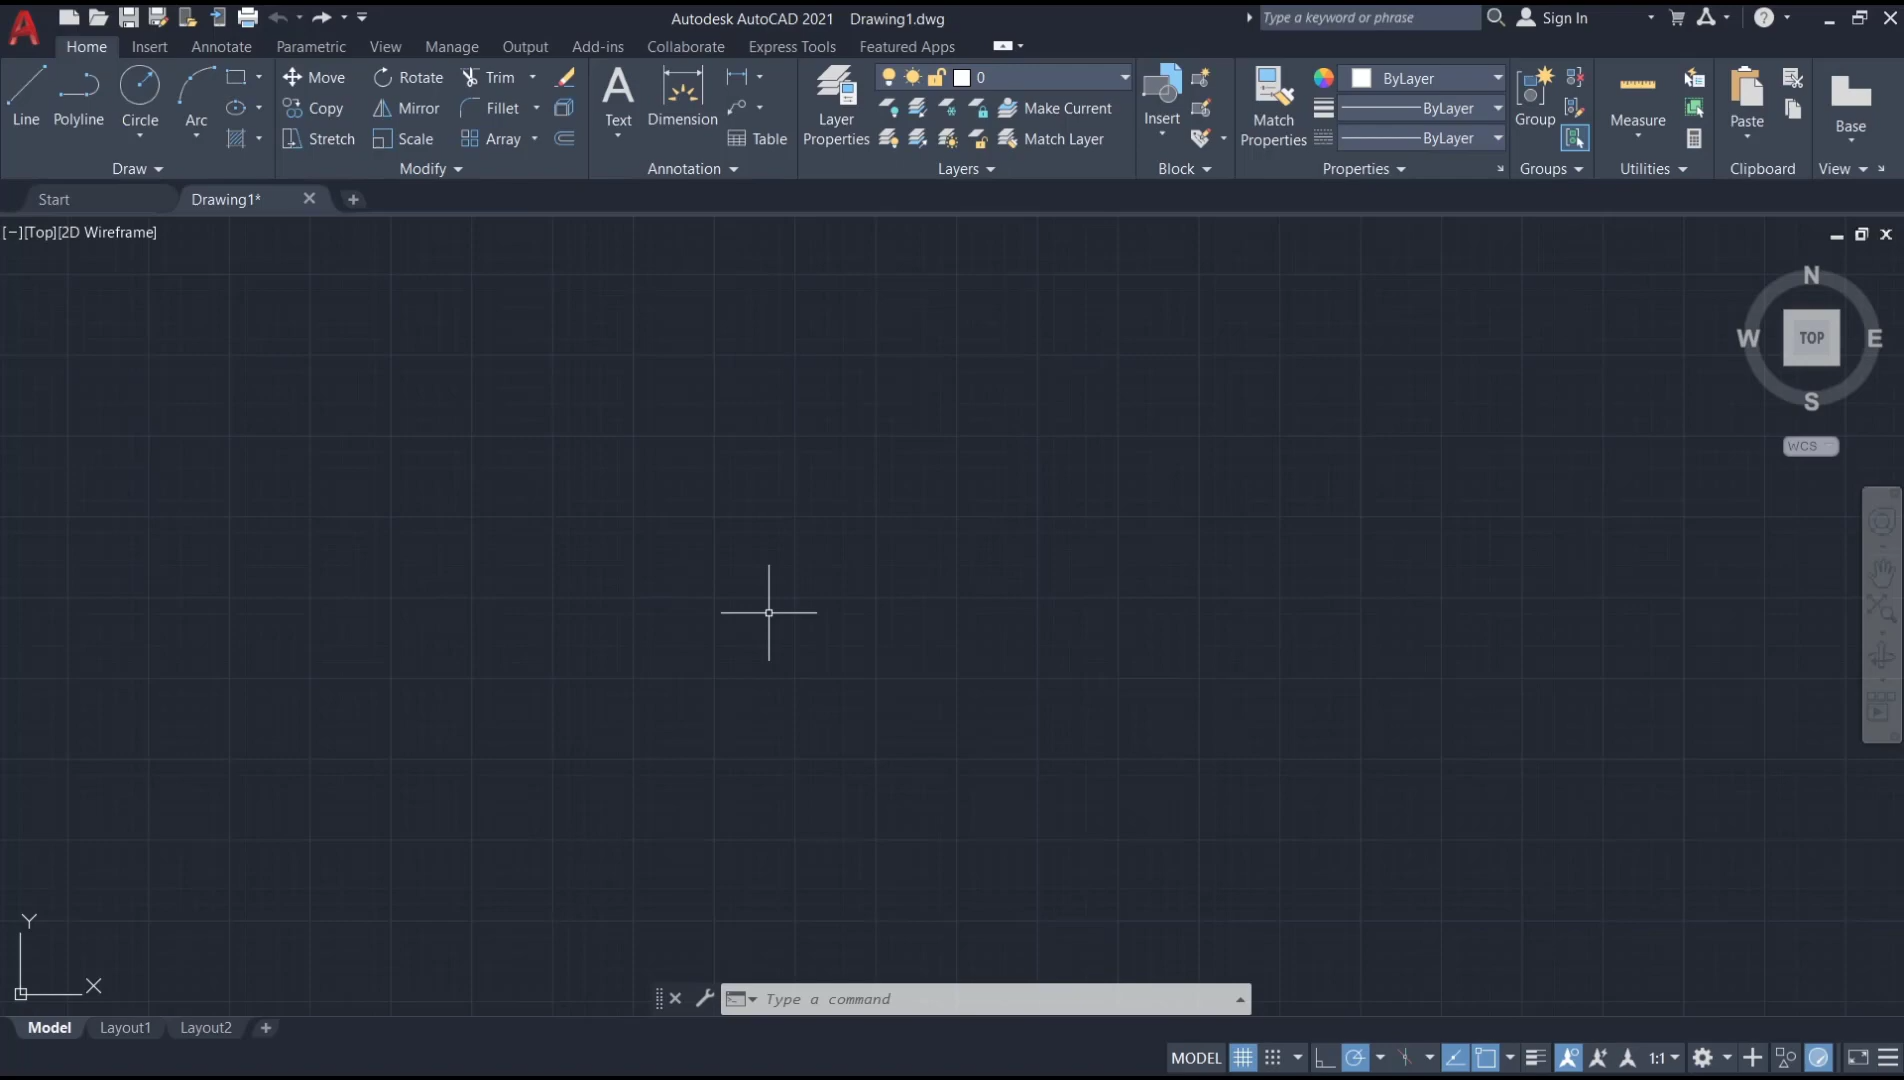 Autodesk AutoCAD 2021 Drawing1.dwg
Type a keyword or phrase
Sign In
Home Insert Annotate Parametric View Manage Output Add-ins Collaborate Express Tools Featured Apps
Line
Polyline
Circle
Arc
Draw
Move
Rotate
Trim
Copy
Mirror
Fillet
Stretch
Scale
Array
Modify
Text
Dimension
Table
Annotation
Layer
Properties
0
Make Current
Match Layer
Layers
Insert
Block
Match
Properties
ByLayer
ByLayer
ByLayer
Properties
Group
Groups
Measure
Utilities
Paste
Clipboard
Base
View
Start
Drawing1*
[−][Top][2D Wireframe]
N
W
TOP
E
S
WCS
Y
X
Type a command
Model
Layout1
Layout2
MODEL
1:1